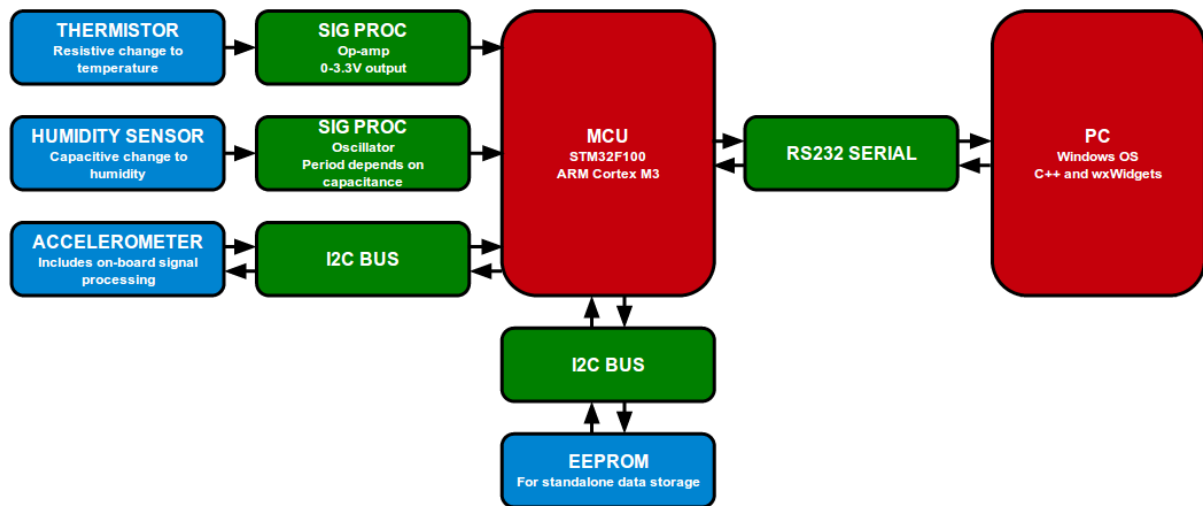 THERMISTOR
Resistive change to
temperature
SIG PROC
Op-amp
0-3.3V output
HUMIDITY SENSOR
Capacitive change to
humidity
SIG PROC
Oscillator
Period depends on
capacitance
ACCELEROMETER
Includes on-board signal
processing
I2C BUS
MCU
STM32F100
ARM Cortex M3
RS232 SERIAL
PC
Windows OS
C++ and wxWidgets
I2C BUS
EEPROM
For standalone data storage